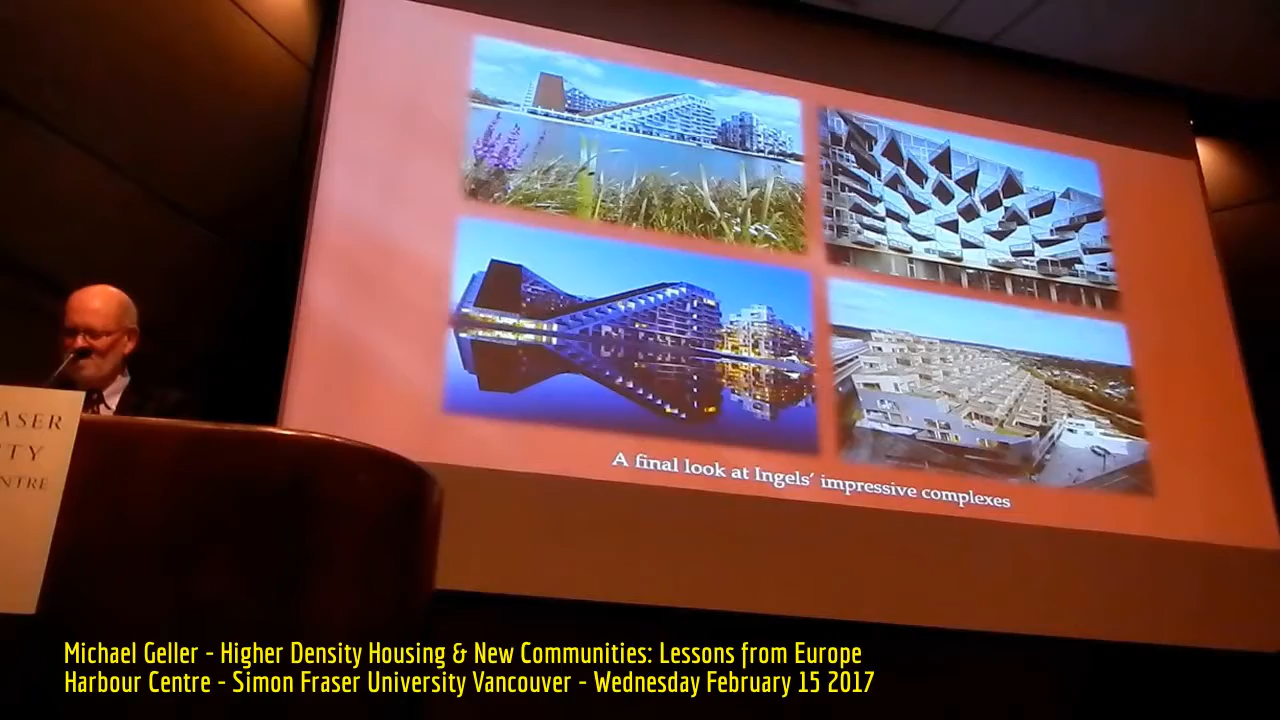 ASER
TY
NTRE
A final look at Ingels' impressive complexes
Michael Geller - Higher Density Housing & New Communities: Lessons from Europe
Harbour Centre - Simon Fraser University Vancouver - Wednesday February 15 2017